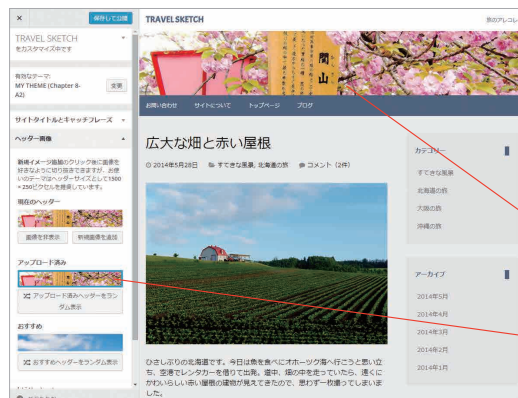 ×
保存して公開
TRAVEL SKETCH
をカスタマイズ中です
有効なテーマ:
MY THEME (Chapter 8-A2)
変更
サイトタイトルとキャッチフレーズ
ヘッダー画像
新規イメージ追加のクリック後に画像を
好きなように切り抜きできますが、お使
いのテーマはヘッダーサイズとして1500
× 250ピクセルを推奨しています。
現在のヘッダー
画像を非表示
新規画像を追加
アップロード済み
アップロード済みヘッダーをラン
ダム表示
おすすめ
おすすめヘッダーをランダム表示
TRAVEL SKETCH
旅のアレコレ
関山
お問い合わせ
サイトについて
トップページ
ブログ
広大な畑と赤い屋根
2014年5月28日
すてきな風景, 北海道の旅
コメント（2件）
ひさしぶりの北海道です。今日は魚を食べにオホーツク海へ行こうと思い立
ち、空港でレンタカーを借りて出発。道中、畑の中を走っていたら、遠くに
かわいらしい赤い屋根の建物が見えてきたので、思わず一枚撮ってしまいま
した。
カテゴリー
すてきな風景
北海道の旅
大阪の旅
沖縄の旅
アーカイブ
2014年5月
2014年4月
2014年3月
2014年2月
2014年1月